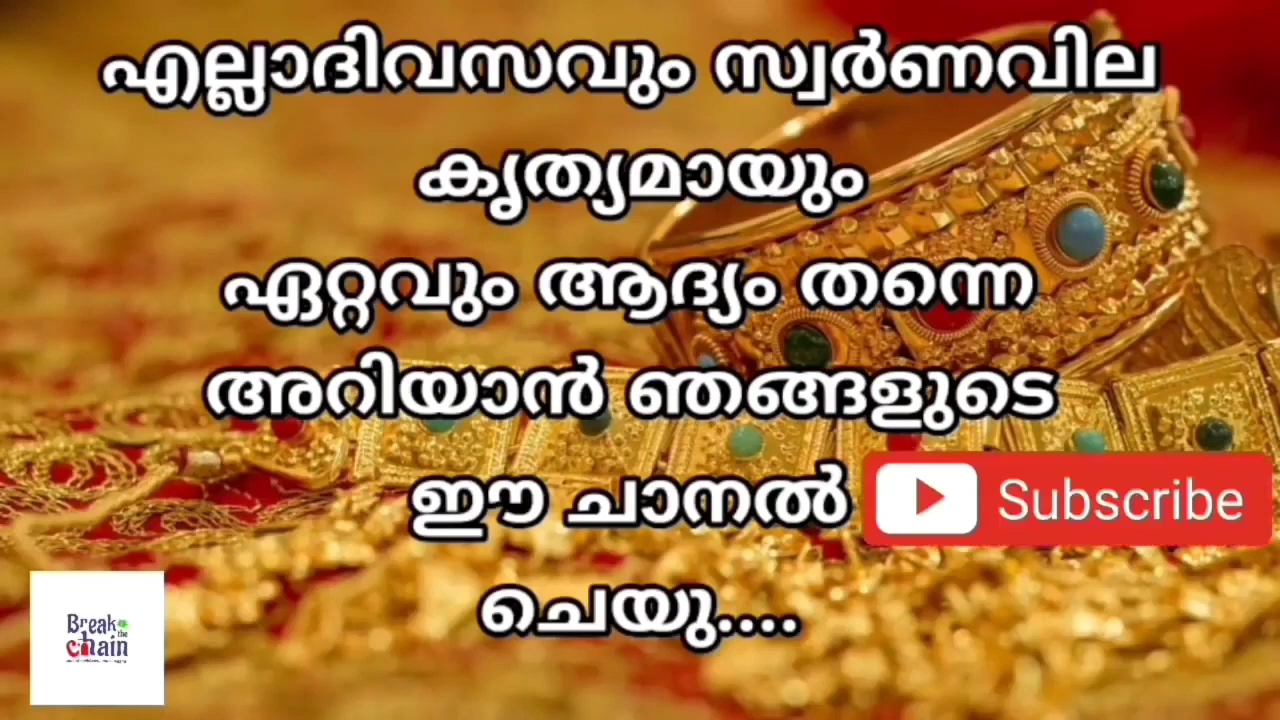 എല്ലാദിവസവും സ്വർണവില
കൃത്യമായും
ഏറ്റവും ആദ്യം തന്നെ
അറിയാൻ ഞങ്ങളുടെ
ഈ ചാനൽ Subscribe
ചെയു....
Break
the
chain